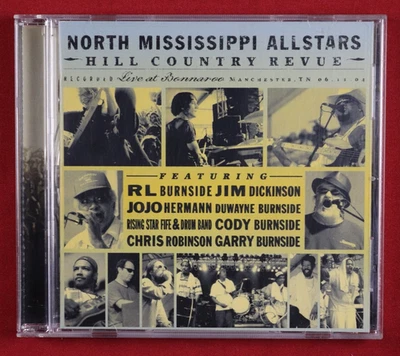 NORTH MISSISSIPPI ALLSTARS
HILL COUNTRY REVUE
RECORDED Live at Bonnaroo MANCHESTER, TN 06.11.04
FEATURING
RL BURNSIDE JIM DICKINSON
JOJO HERMANN DUWAYNE BURNSIDE
RISING STAR FIFE & DRUM BAND CODY BURNSIDE
CHRIS ROBINSON GARRY BURNSIDE